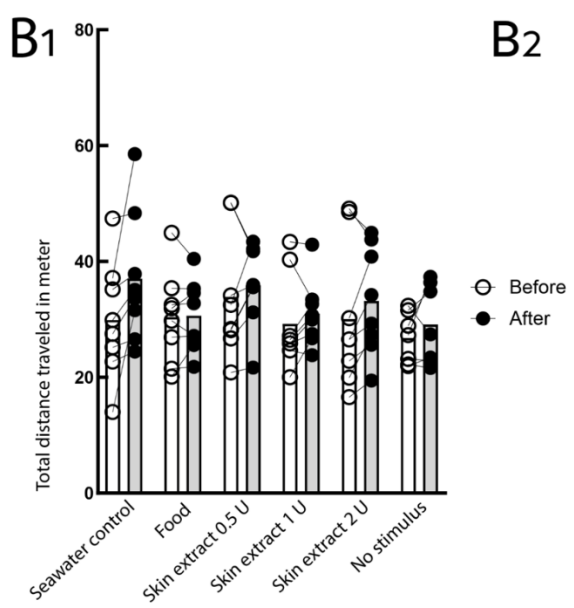 B1
B2
80
60
40
20
0
Total distance traveled in meter
Before
After
Seawater control
Food
Skin extract 0.5 U
Skin extract 1 U
Skin extract 2 U
No stimulus